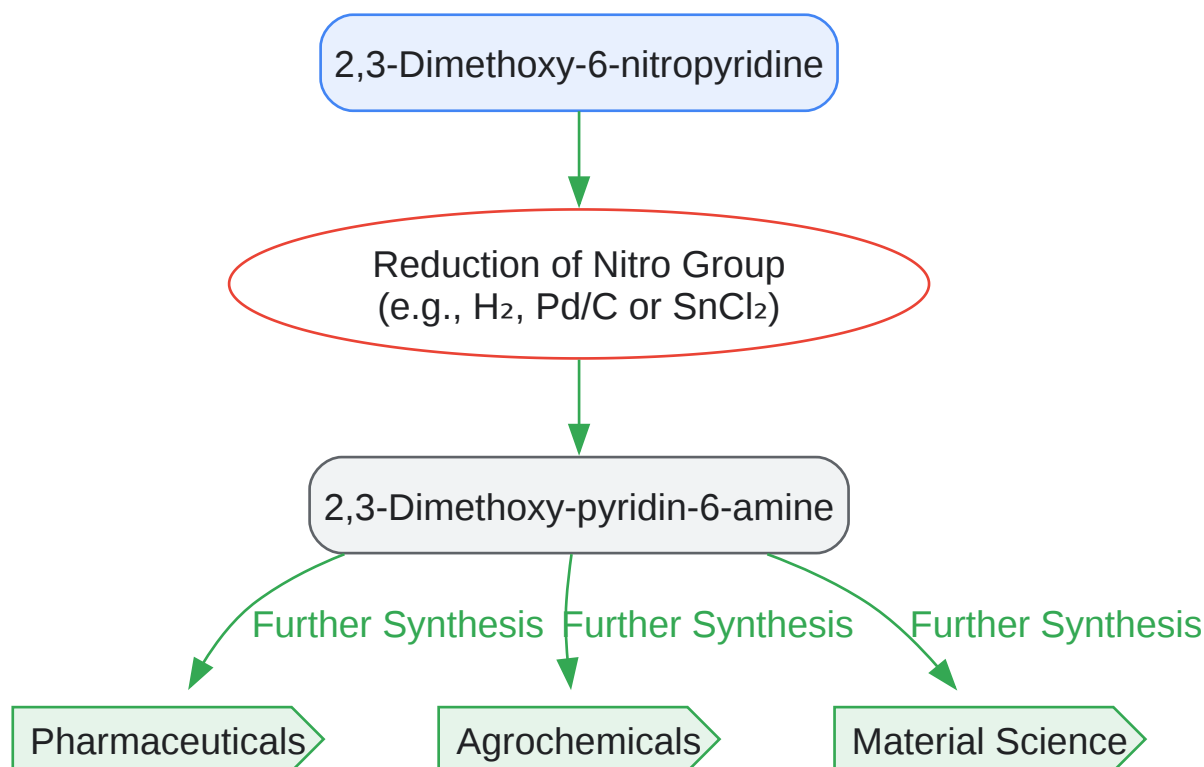 2,3-Dimethoxy-6-nitropyridine
Reduction of Nitro Group
(e.g., H₂, Pd/C or SnCl₂)
2,3-Dimethoxy-pyridin-6-amine
Further Synthesis
Further Synthesis
Further Synthesis
Pharmaceuticals
Agrochemicals
Material Science